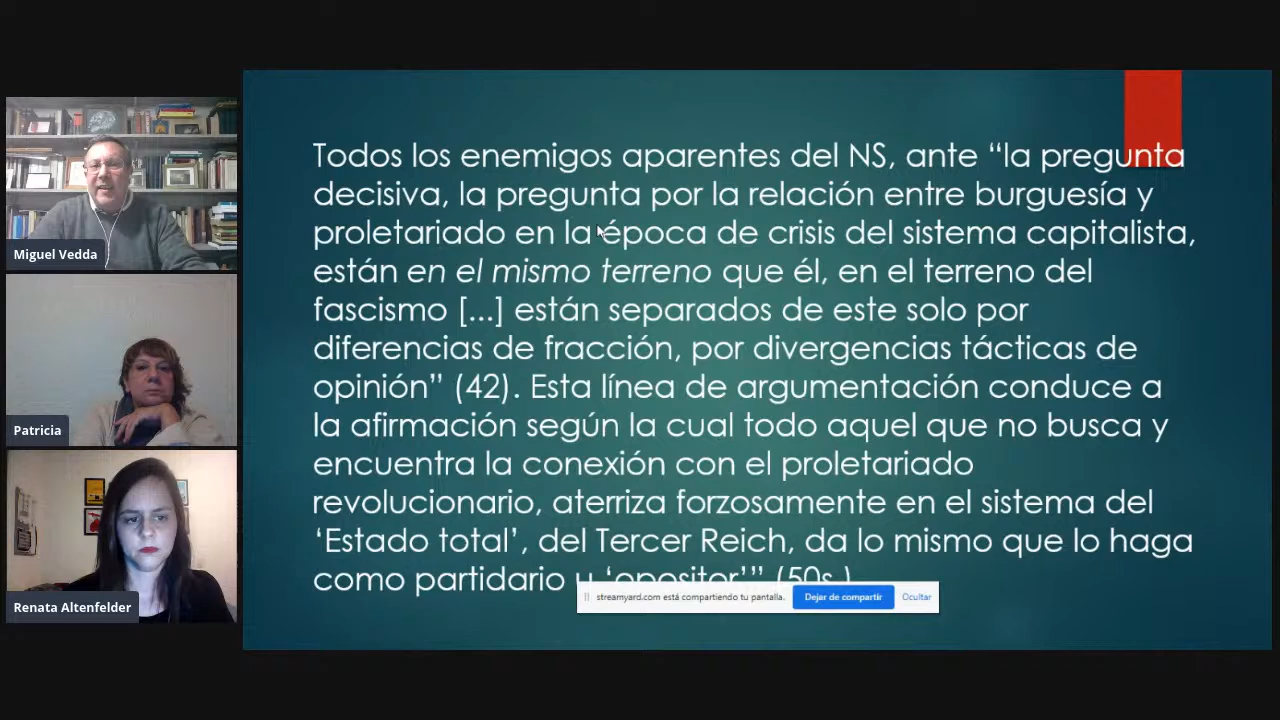 Miguel Vedda
Patricia
Renata Altenfelder
Todos los enemigos aparentes del NS, ante “la pregunta
decisiva, la pregunta por la relación entre burguesía y
proletariado en la época de crisis del sistema capitalista,
están en el mismo terreno que él, en el terreno del
fascismo [...] están separados de este solo por
diferencias de fracción, por divergencias tácticas de
opinión” (42). Esta línea de argumentación conduce a
la afirmación según la cual todo aquel que no busca y
encuentra la conexión con el proletariado
revolucionario, aterriza forzosamente en el sistema del
‘Estado total’, del Tercer Reich, da lo mismo que lo haga
como partidario u ‘opositor’” (50s.)
streamyard.com está compartiendo tu pantalla.
Dejar de compartir
Ocultar